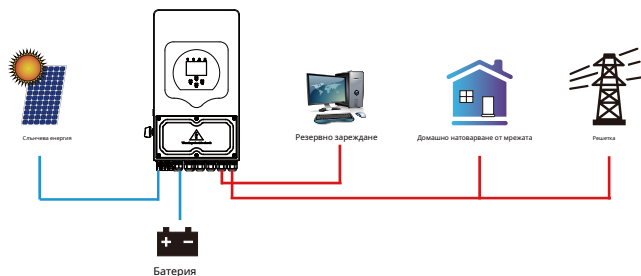 Слънчева енергия
Резервно зареждане
Домашно натоварване от мрежата
Решетка
Батерия